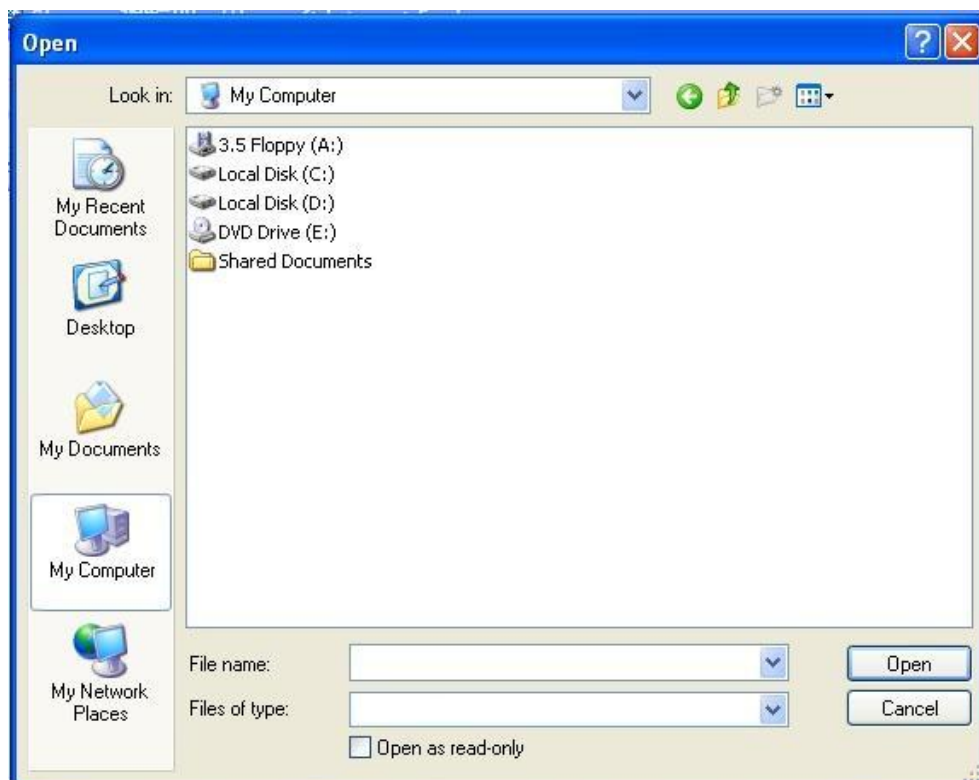 Open
Look in:
My Computer
3.5 Floppy (A:)
Local Disk (C:)
Local Disk (D:)
DVD Drive (E:)
Shared Documents
My Recent
Documents
Desktop
My Documents
My Computer
My Network
Places
File name:
Open
Files of type:
Cancel
Open as read-only